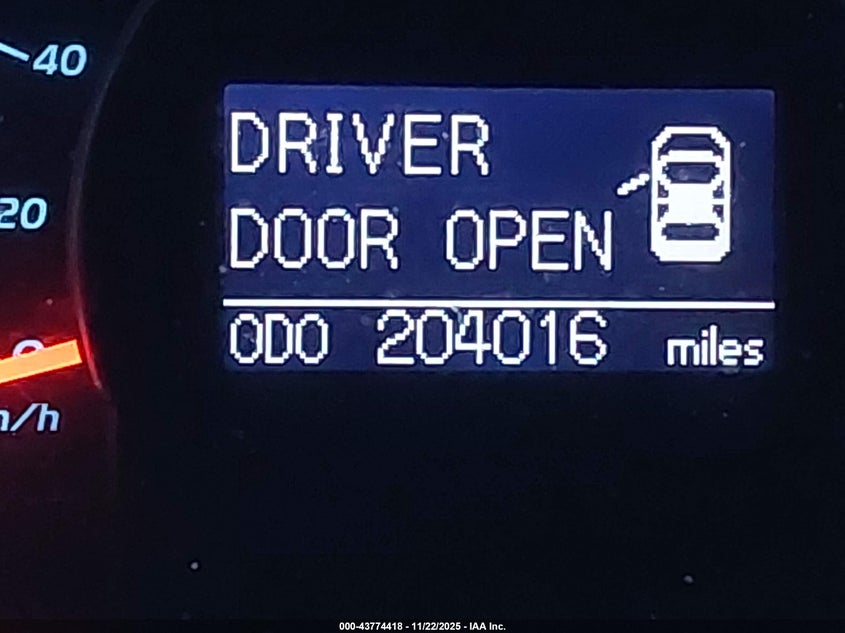 40
20
0
DRIVER
DOOR OPEN
ODO 204016 miles
m/h
000-43774418 - 11/22/2025 - IAA Inc.